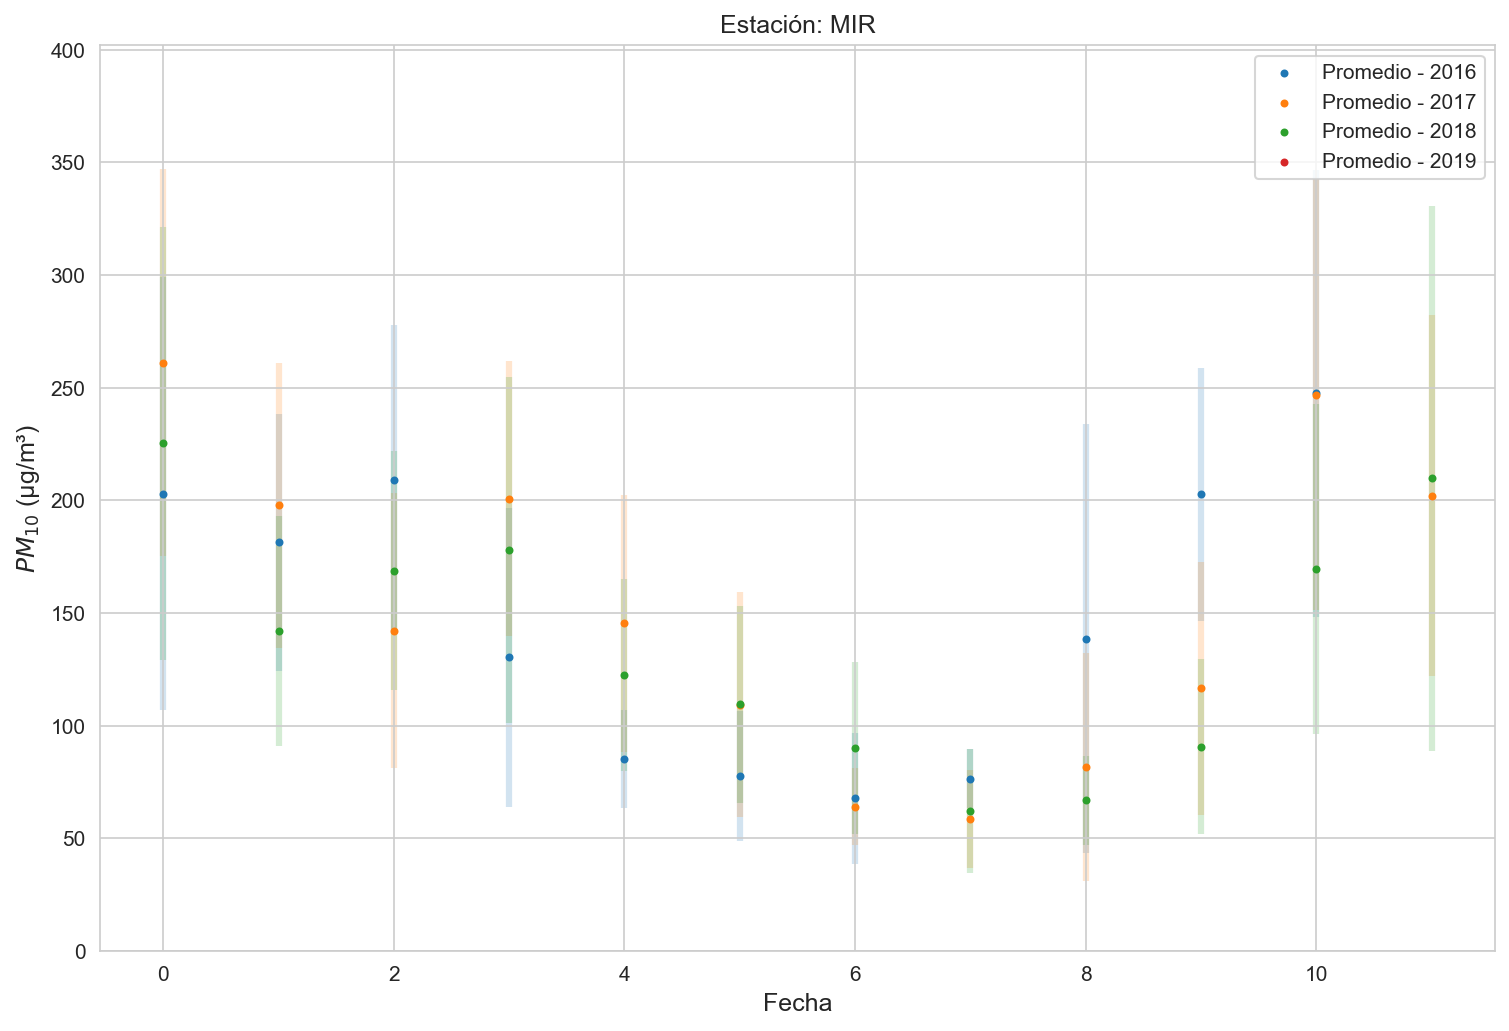 Estación: MIR
400
350
300
250
200
150
100
50
0
PM10 (µg/m³)
0 2 4 6 8 10
Fecha
Promedio - 2016
Promedio - 2017
Promedio - 2018
Promedio - 2019